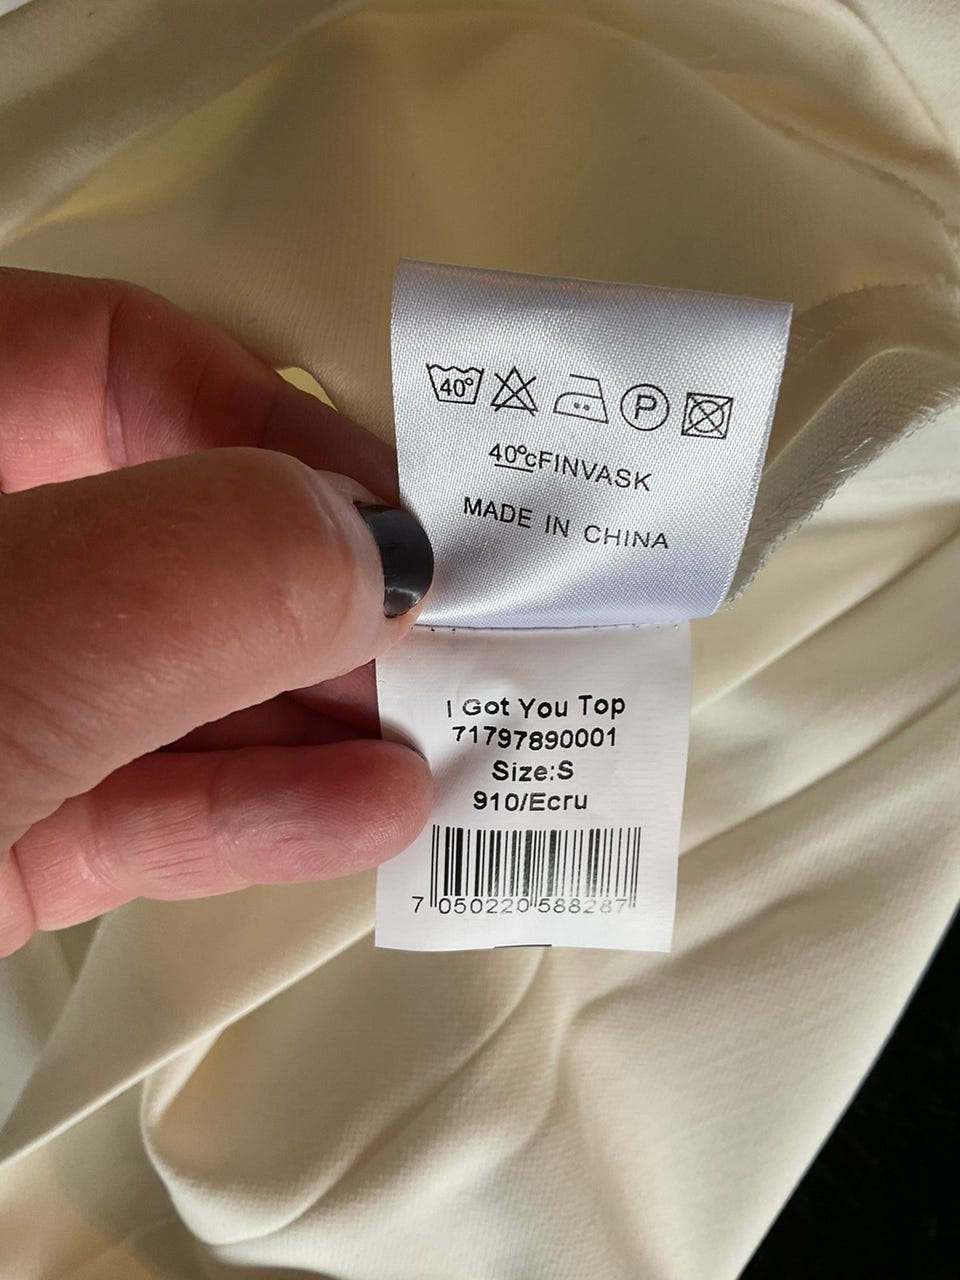 40°
P
40°cFINVASK
MADE IN CHINA
I Got You Top
71797890001
Size:S
910/Ecru
7 050220 588287